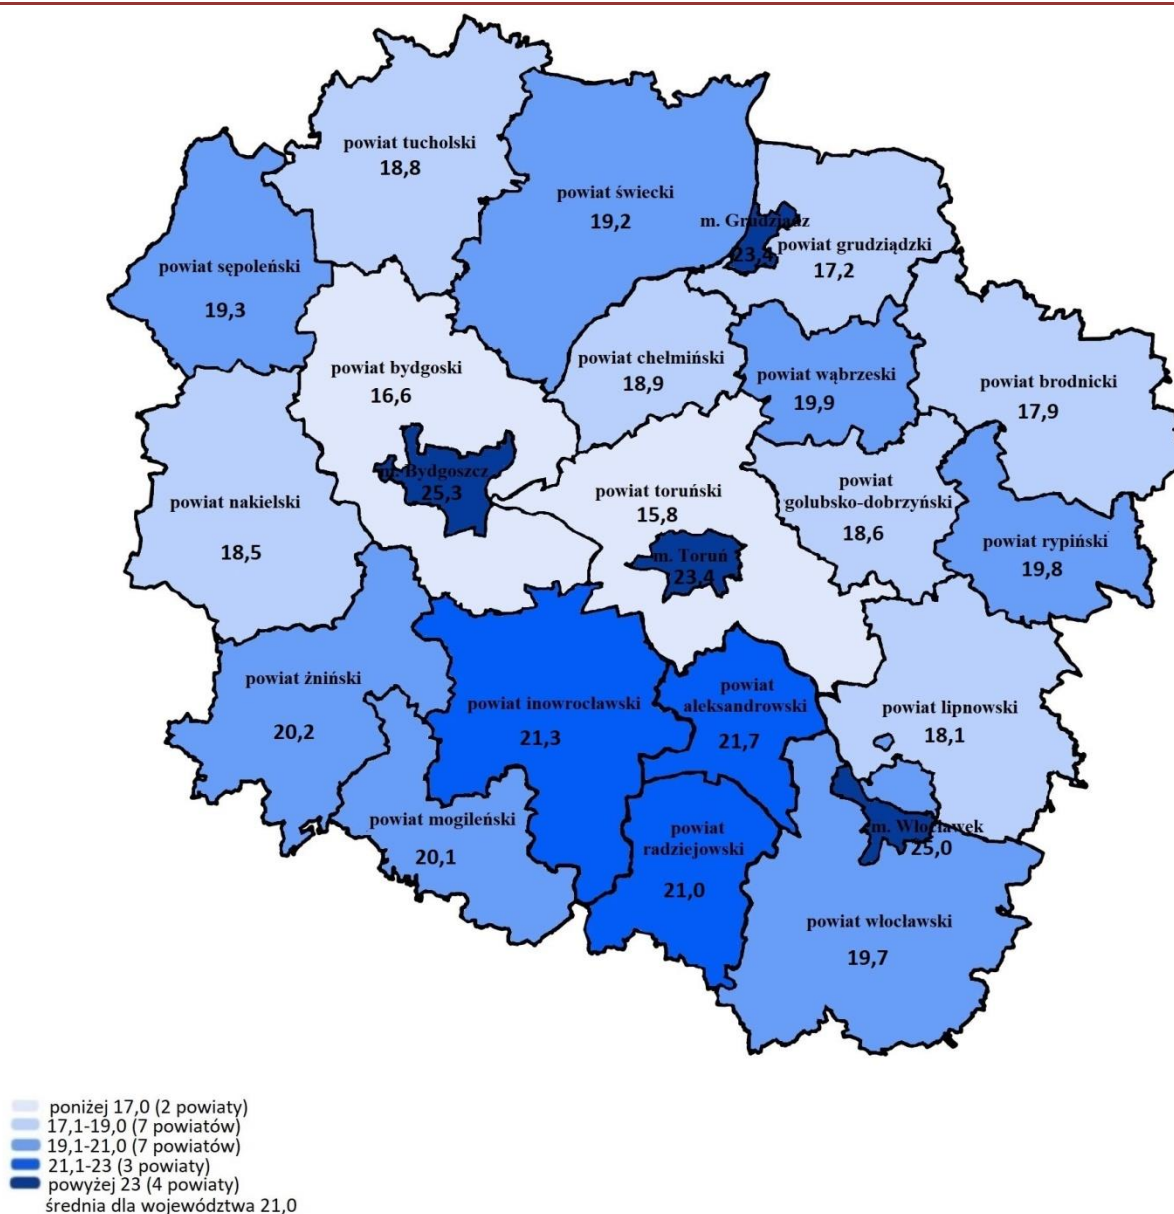 powiat tucholski
18,8
powiat świecki
19,2
m. Grudziądz
23,4
powiat grudziądzki
17,2
powiat sępoleński
19,3
powiat bydgoski
16,6
powiat chełmiński
18,9
powiat wąbrzeski
19,9
powiat brodnicki
17,9
m. Bydgoszcz
25,3
powiat nakielski
18,5
powiat toruński
15,8
m. Toruń
23,4
powiat
golubsko-dobrzyński
18,6
powiat rypiński
19,8
powiat żniński
20,2
powiat inowrocławski
21,3
powiat
aleksandrowski
21,7
powiat lipnowski
18,1
powiat mogileński
20,1
powiat
radziejowski
21,0
m. Włocławek
25,0
powiat włocławski
19,7
poniżej 17,0 (2 powiaty)
17,1-19,0 (7 powiatów)
19,1-21,0 (7 powiatów)
21,1-23 (3 powiaty)
powyżej 23 (4 powiaty)
średnia dla województwa 21,0